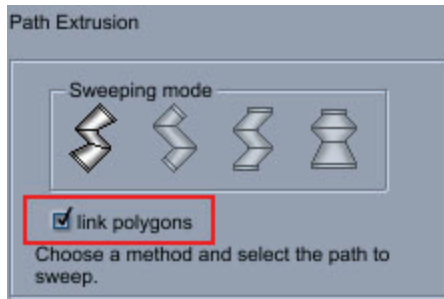 Path Extrusion
Sweeping mode
link polygons
Choose a method and select the path to
sweep.